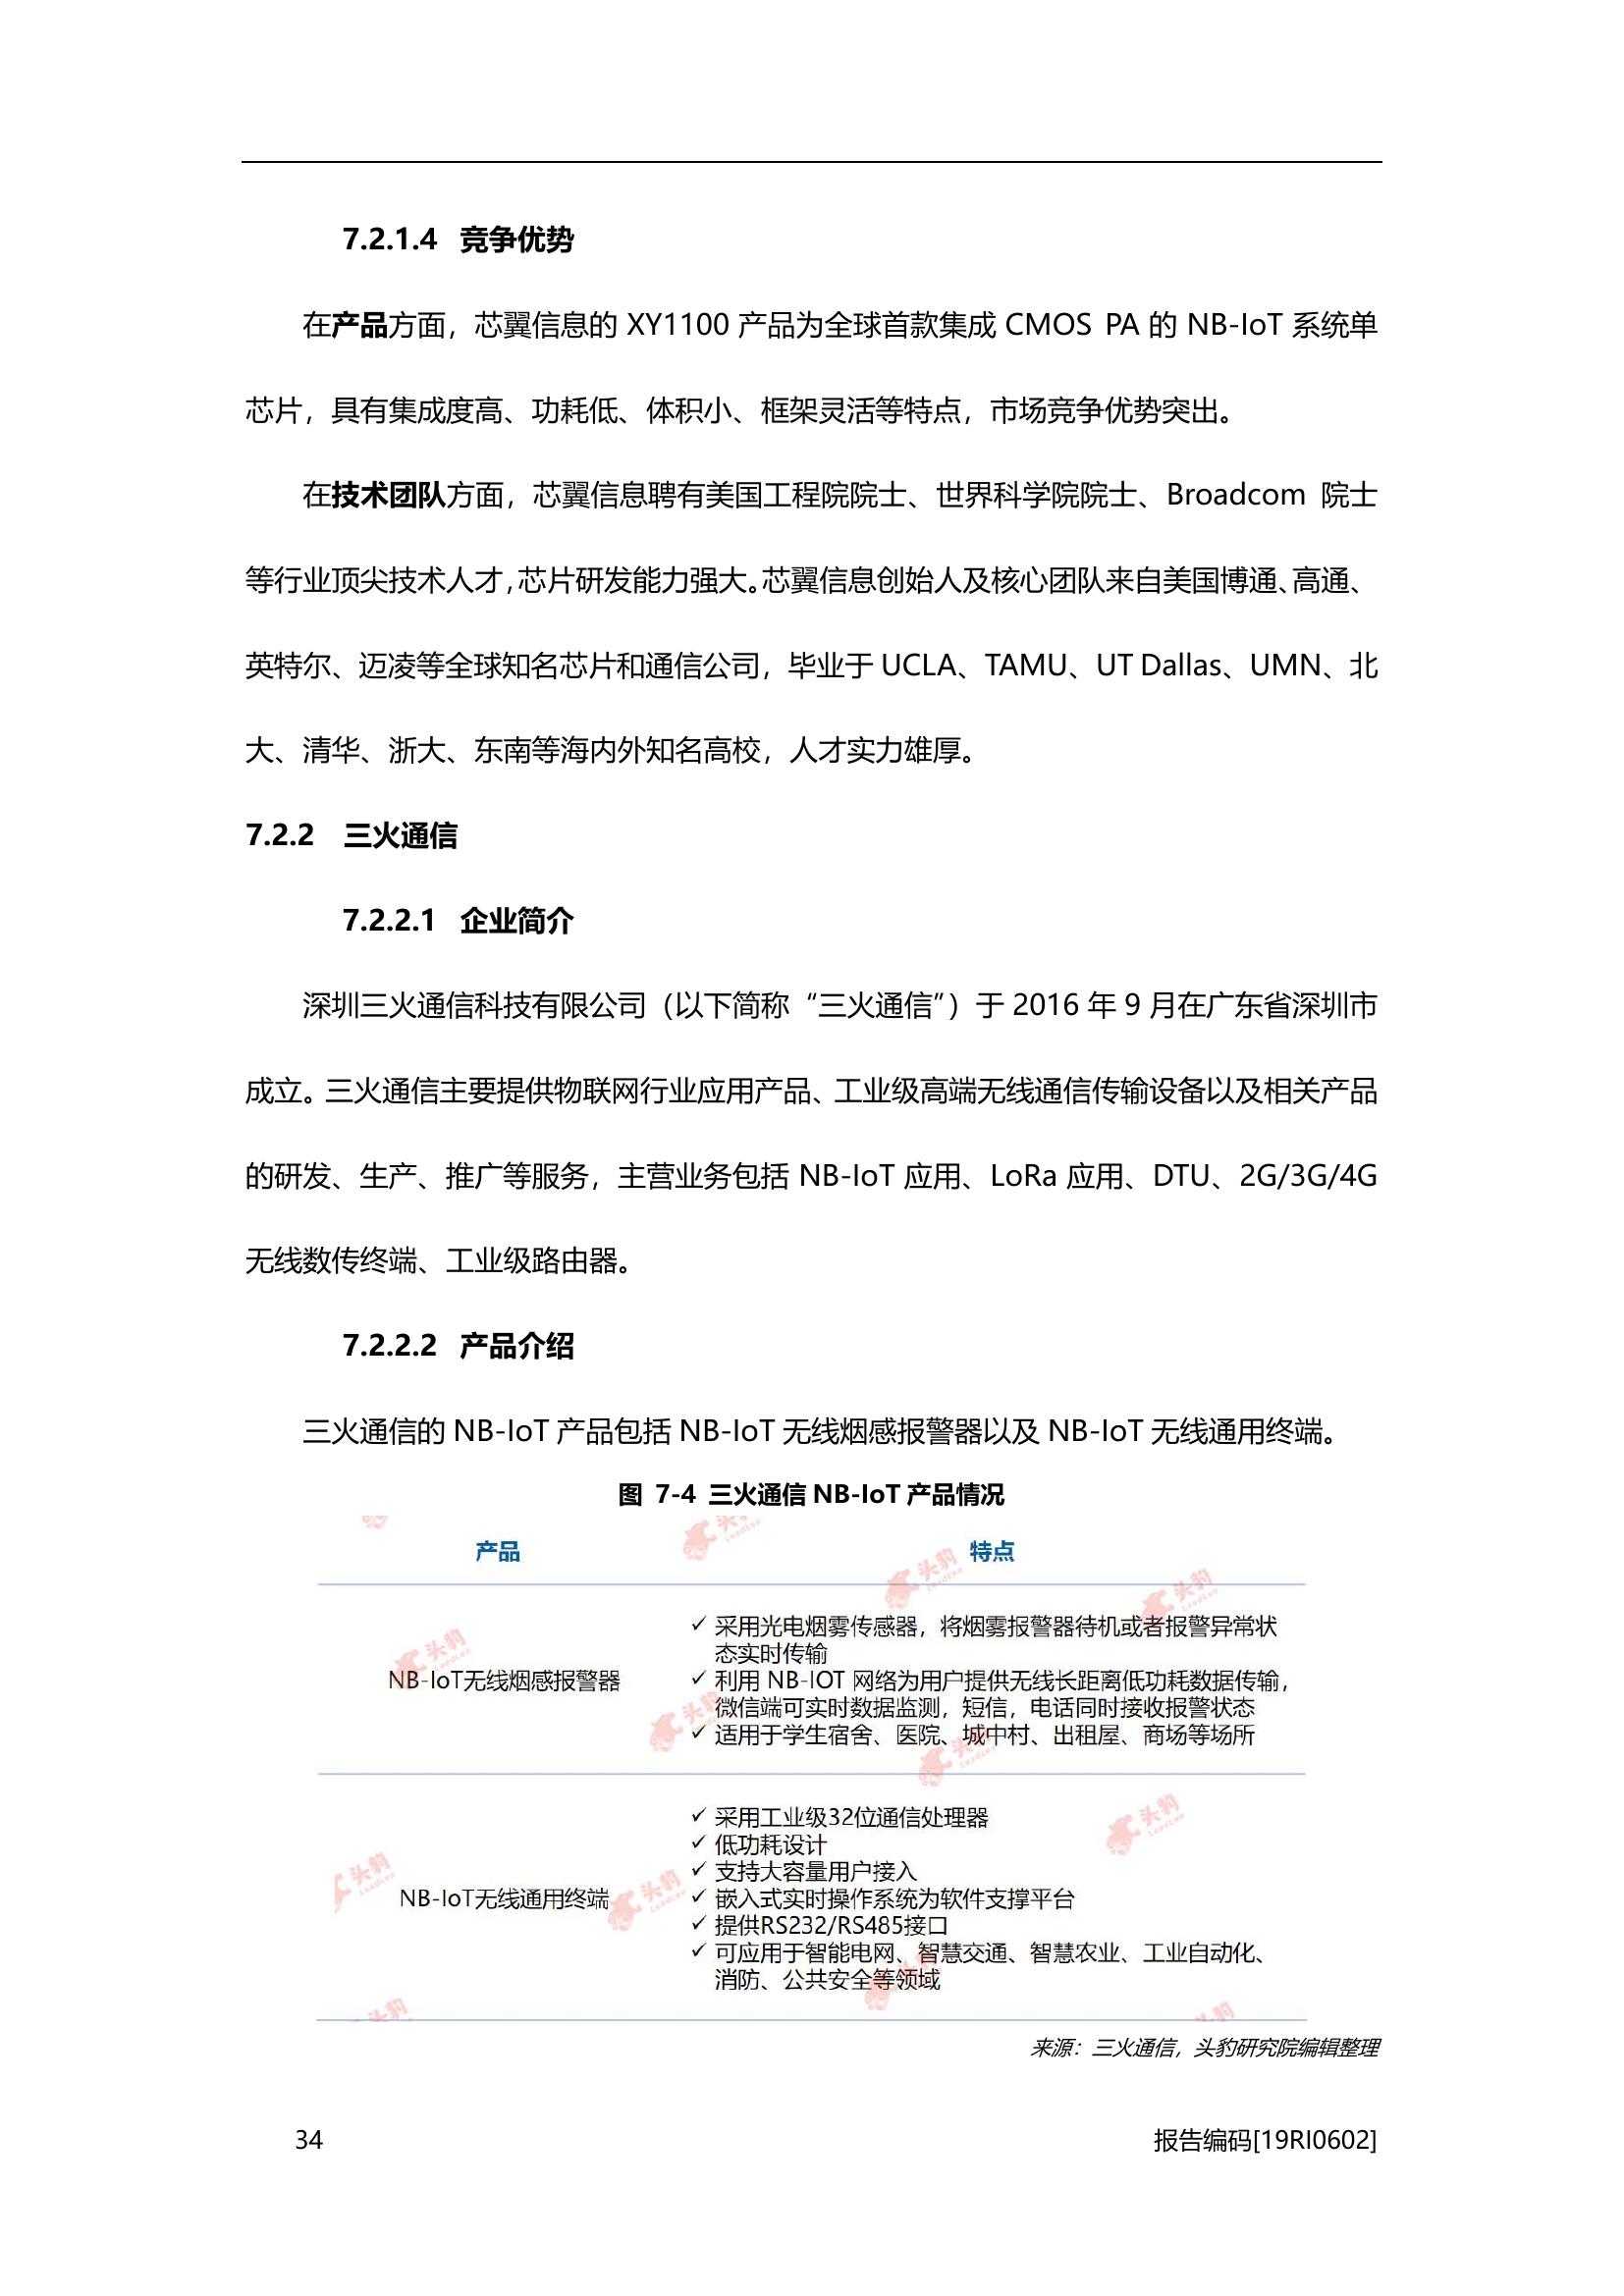 7.2.1.4 竞争优势
在产品方面，芯翼信息的 XY1100 产品为全球首款集成 CMOS PA 的 NB-IoT 系统单
芯片，具有集成度高、功耗低、体积小、框架灵活等特点，市场竞争优势突出。
在技术团队方面，芯翼信息聘有美国工程院院士、世界科学院院士、Broadcom 院士
等行业顶尖技术人才，芯片研发能力强大。芯翼信息创始人及核心团队来自美国博通、高通、
英特尔、迈凌等全球知名芯片和通信公司，毕业于 UCLA、TAMU、UT Dallas、UMN、北
大、清华、浙大、东南等海内外知名高校，人才实力雄厚。
7.2.2 三火通信
7.2.2.1 企业简介
深圳三火通信科技有限公司（以下简称“三火通信”）于 2016 年 9 月在广东省深圳市
成立。三火通信主要提供物联网行业应用产品、工业级高端无线通信传输设备以及相关产品
的研发、生产、推广等服务，主营业务包括 NB-IoT 应用、LoRa 应用、DTU、2G/3G/4G
无线数传终端、工业级路由器。
7.2.2.2 产品介绍
三火通信的 NB-IoT 产品包括 NB-IoT 无线烟感报警器以及 NB-IoT 无线通用终端。
图 7-4 三火通信 NB-IoT 产品情况
产品 特点
NB-IoT无线烟感报警器
✓ 采用光电烟雾传感器，将烟雾报警器待机或者报警异常状
态实时传输
✓ 利用 NB-IOT 网络为用户提供无线长距离低功耗数据传输，
微信端可实时数据监测，短信，电话同时接收报警状态
✓ 适用于学生宿舍、医院、城中村、出租屋、商场等场所
NB-IoT无线通用终端
✓ 采用工业级32位通信处理器
✓ 低功耗设计
✓ 支持大容量用户接入
✓ 嵌入式实时操作系统为软件支撑平台
✓ 提供RS232/RS485接口
✓ 可应用于智能电网、智慧交通、智慧农业、工业自动化、
消防、公共安全等领域
来源：三火通信，头豹研究院编辑整理
34 报告编码[19RI0602]